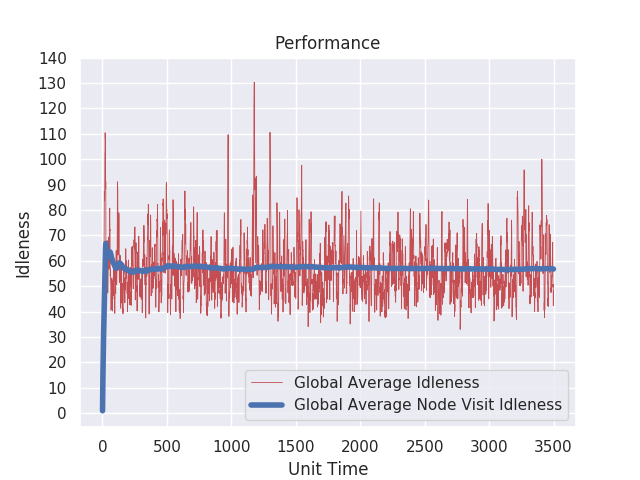 Performance
Idleness
140
130
120
110
100
90
80
70
60
50
40
30
20
10
0
Global Average Idleness
Global Average Node Visit Idleness
0 500 1000 1500 2000 2500 3000 3500
Unit Time